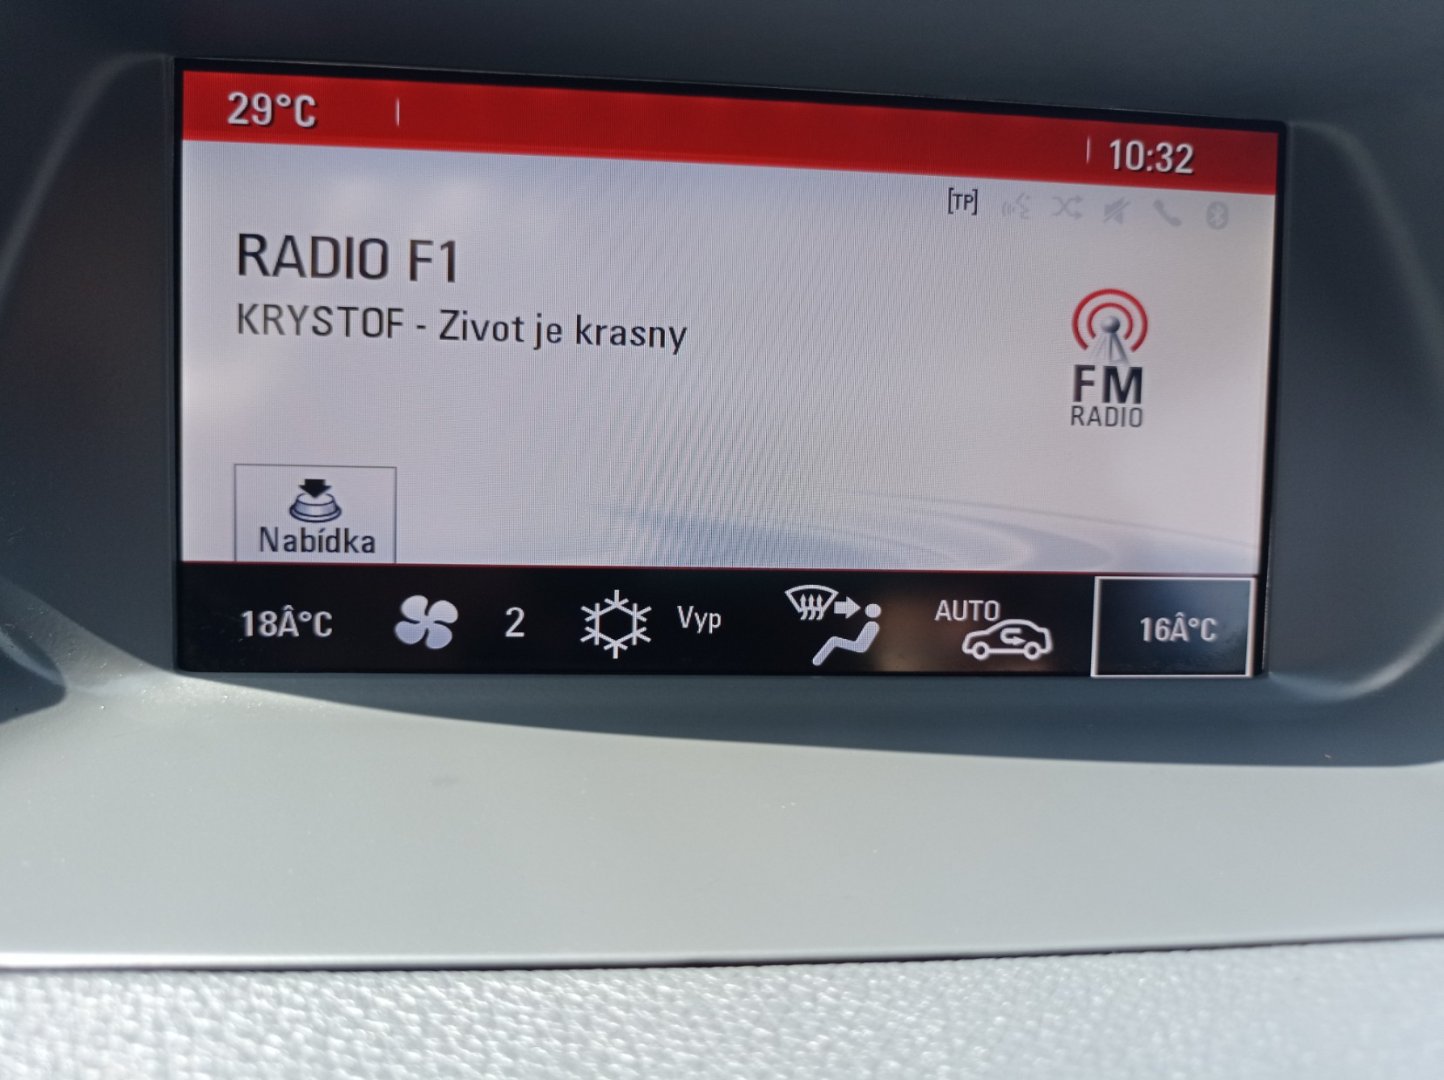 29°C
10:32
[TP]
RADIO F1
KRYSTOF - Zivot je krasny
FM
RADIO
Nabídka
18Â°C
2
Vyp
AUTO
16Â°C